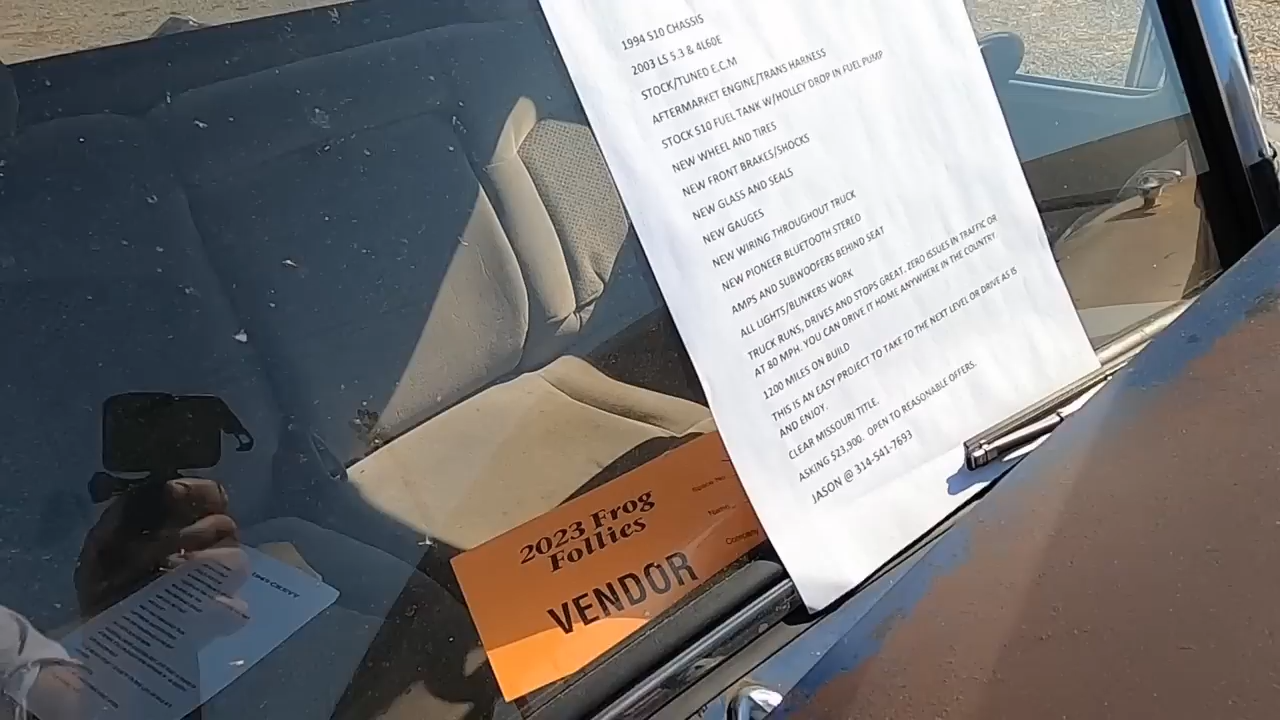 1994 S10 CHASSIS
2003 LS 5.3 & 4L60E
STOCK/TUNED E.C.M
AFTERMARKET ENGINE/TRANS HARNESS
STOCK S10 FUEL TANK W/HOLLEY DROP IN FUEL PUMP
NEW WHEEL AND TIRES
NEW FRONT BRAKES/SHOCKS
NEW GLASS AND SEALS
NEW GAUGES
NEW WIRING THROUGHOUT TRUCK
NEW PIONEER BLUETOOTH STEREO
AMPS AND SUBWOOFERS BEHIND SEAT
ALL LIGHTS/BLINKERS WORK
TRUCK RUNS, DRIVES AND STOPS GREAT. ZERO ISSUES IN TRAFFIC OR
AT 80 MPH. YOU CAN DRIVE IT HOME ANYWHERE IN THE COUNTRY
1200 MILES ON BUILD
THIS IS AN EASY PROJECT TO TAKE TO THE NEXT LEVEL OR DRIVE AS IS
AND ENJOY.
CLEAR MISSOURI TITLE.
ASKING $23,900. OPEN TO REASONABLE OFFERS.
JASON @ 314-541-7693
2023 Frog
Follies
VENDOR
Space No.
Name
Company